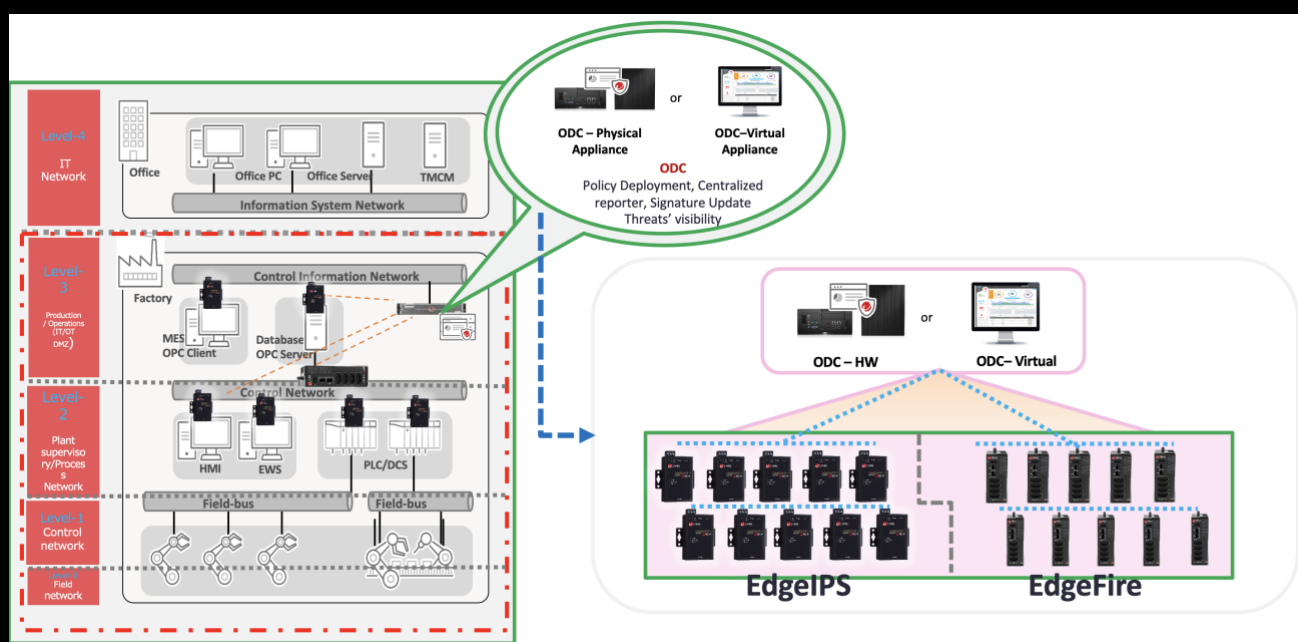 Level-4
IT
Network
Office
Office PC
Office Server
TMCM
Information System Network
Level-
3
Production
/ Operations
(IT/OT
DMZ)
Factory
Control Information Network
MES
OPC Client
Database
OPC Server
Control Network
Level-
2
Plant
superviso
ry/Proces
s
Network
HMI
EWS
PLC/DCS
Field-bus
Field-bus
Level-1
Control
network
Field
network
or
ODC – Physical
Appliance
ODC–Virtual
Appliance
ODC
Policy Deployment, Centralized
reporter, Signature Update
Threats’ visibility
or
ODC – HW
ODC– Virtual
EdgeIPS
EdgeFire